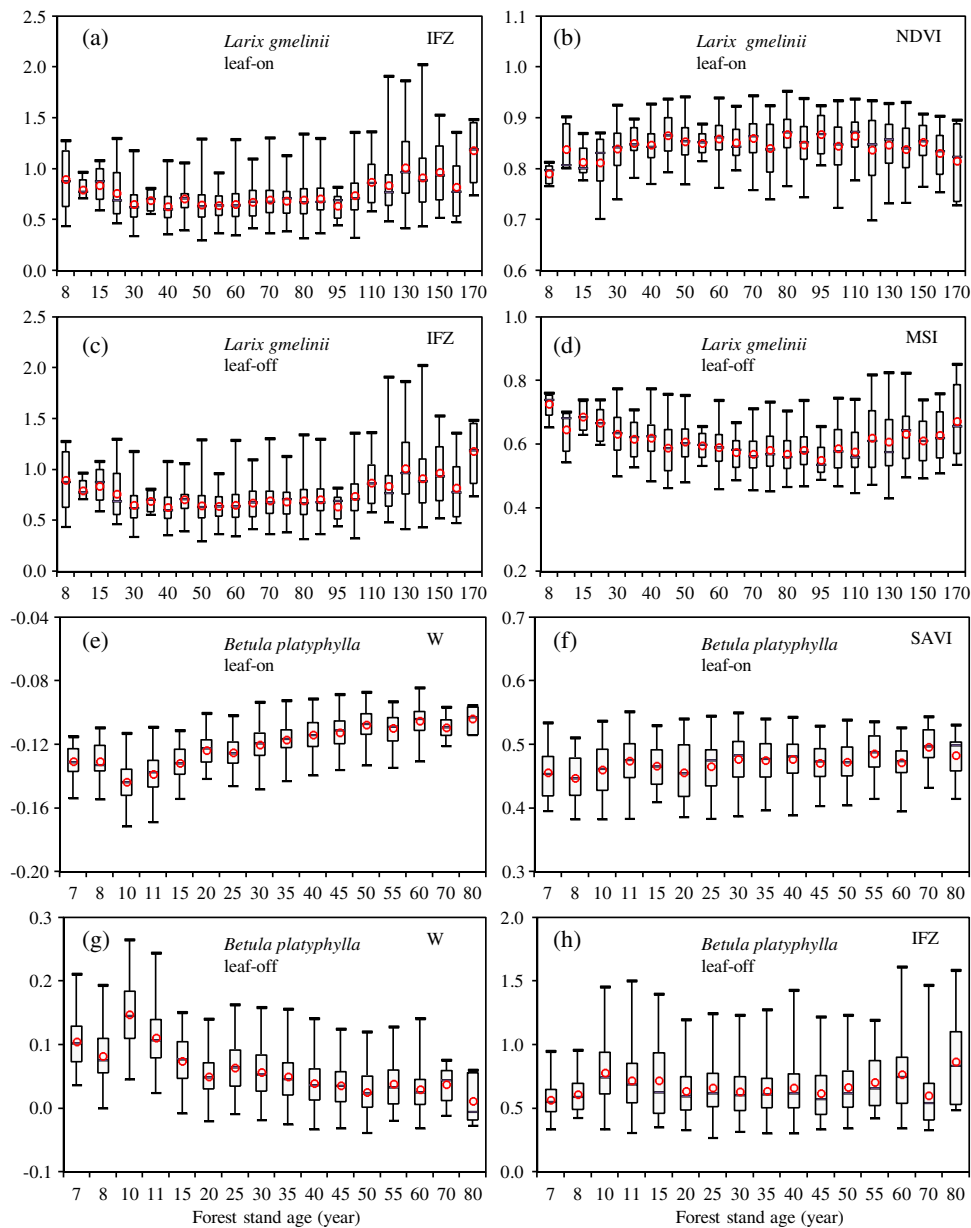 (a) Larix gmelinii IFZ
leaf-on
2.5
2.0
1.5
1.0
0.5
0.0
8 15 30 40 50 60 70 80 95 110 130 150 170
(b) Larix gmelinii NDVI
leaf-on
1.1
1.0
0.9
0.8
0.7
0.6
8 15 30 40 50 60 70 80 95 110 130 150 170
(c) Larix gmelinii IFZ
leaf-off
2.5
2.0
1.5
1.0
0.5
0.0
8 15 30 40 50 60 70 80 95 110 130 150 170
(d) Larix gmelinii MSI
leaf-off
1.0
0.8
0.6
0.4
0.2
8 15 30 40 50 60 70 80 95 110 130 150 170
(e) Betula platyphylla W
leaf-on
-0.04
-0.08
-0.12
-0.16
-0.20
7 8 10 11 15 20 25 30 35 40 45 50 55 60 70 80
(f) Betula platyphylla SAVI
leaf-on
0.7
0.6
0.5
0.4
0.3
7 8 10 11 15 20 25 30 35 40 45 50 55 60 70 80
(g) Betula platyphylla W
leaf-off
0.3
0.2
0.1
0.0
-0.1
7 8 10 11 15 20 25 30 35 40 45 50 55 60 70 80
Forest stand age (year)
(h) Betula platyphylla IFZ
leaf-off
2.0
1.5
1.0
0.5
0.0
7 8 10 11 15 20 25 30 35 40 45 50 55 60 70 80
Forest stand age (year)